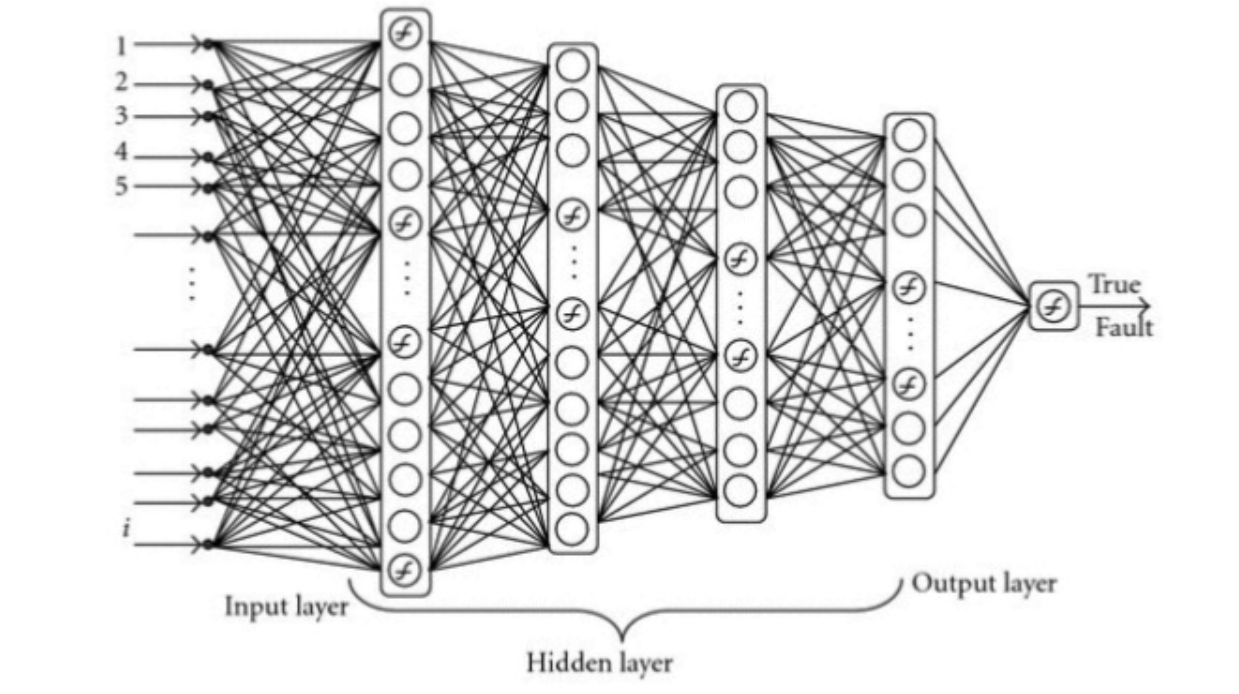 1
2
3
4
5
i
f
f
f
f
f
f
f
f
f
f
f
True
Fault
Input layer
Output layer
Hidden layer